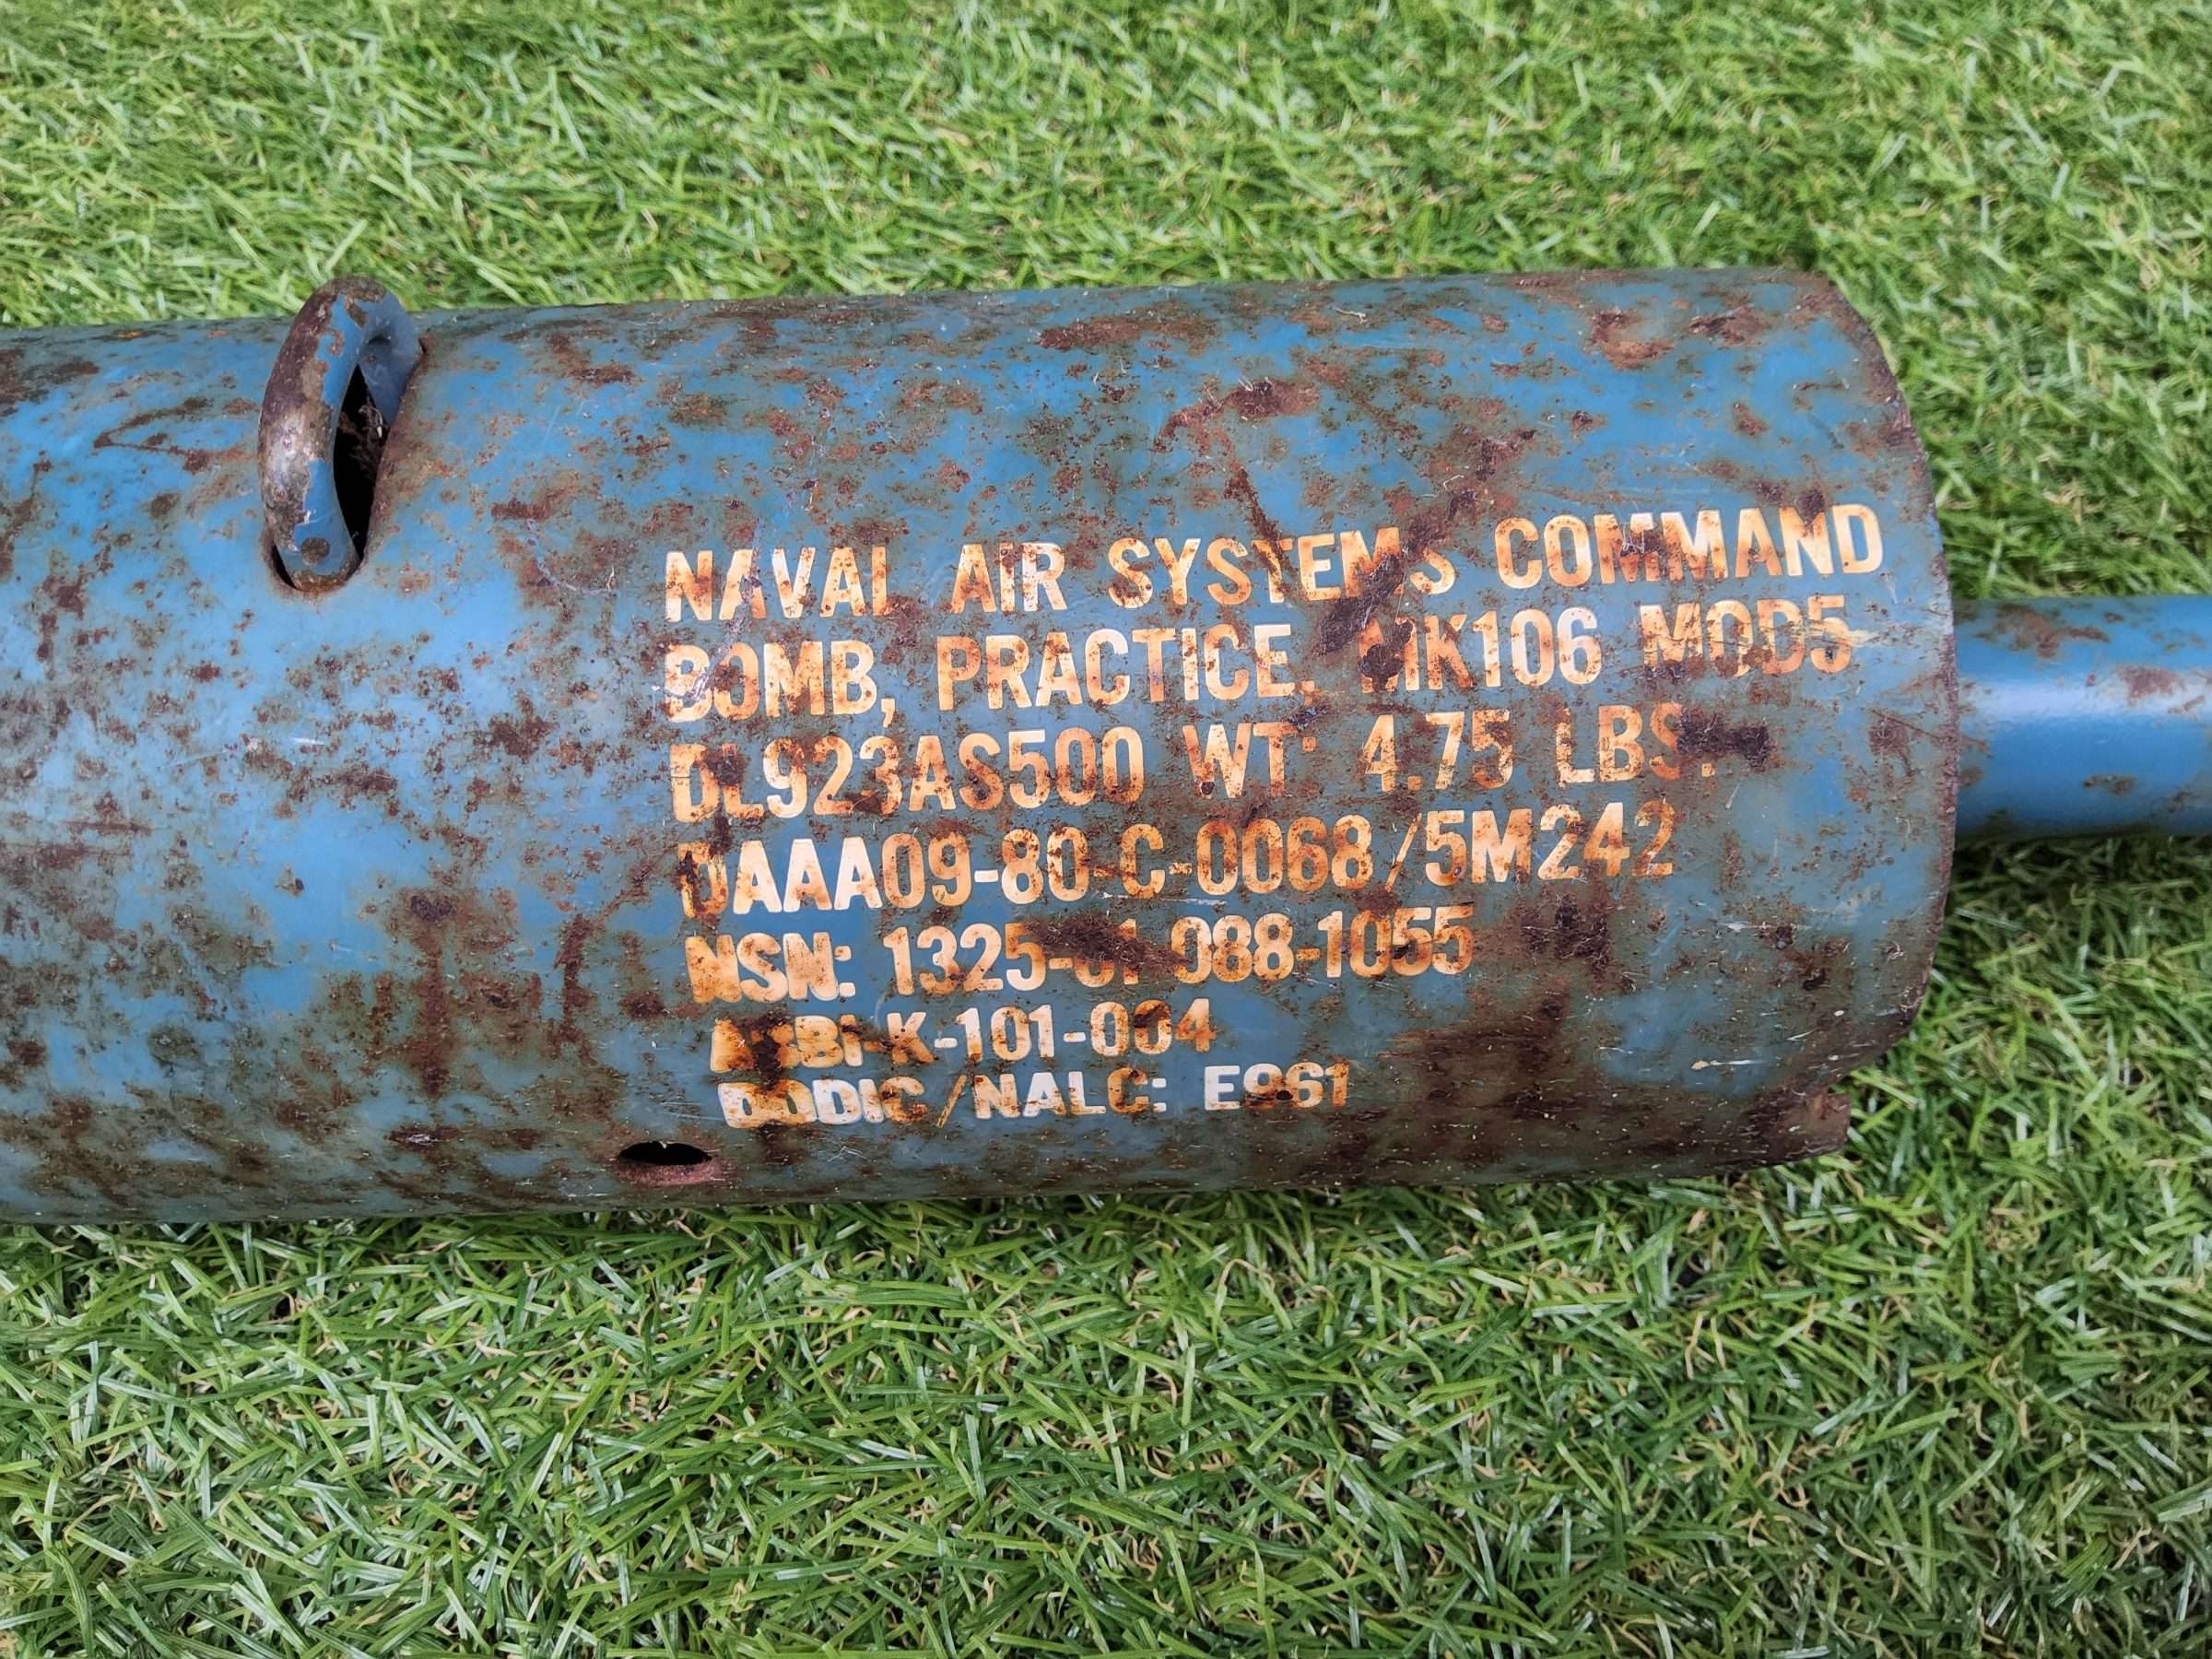 NAVAL AIR SYSTEMS COMMAND
BOMB, PRACTICE. MK106 MOD5
DL923AS500 WT: 4.75 LBS.
DAAA09-80-C-0068/5M242
NSN: 1325-01-088-1055
K-101-004
DODIC/NALC: E961